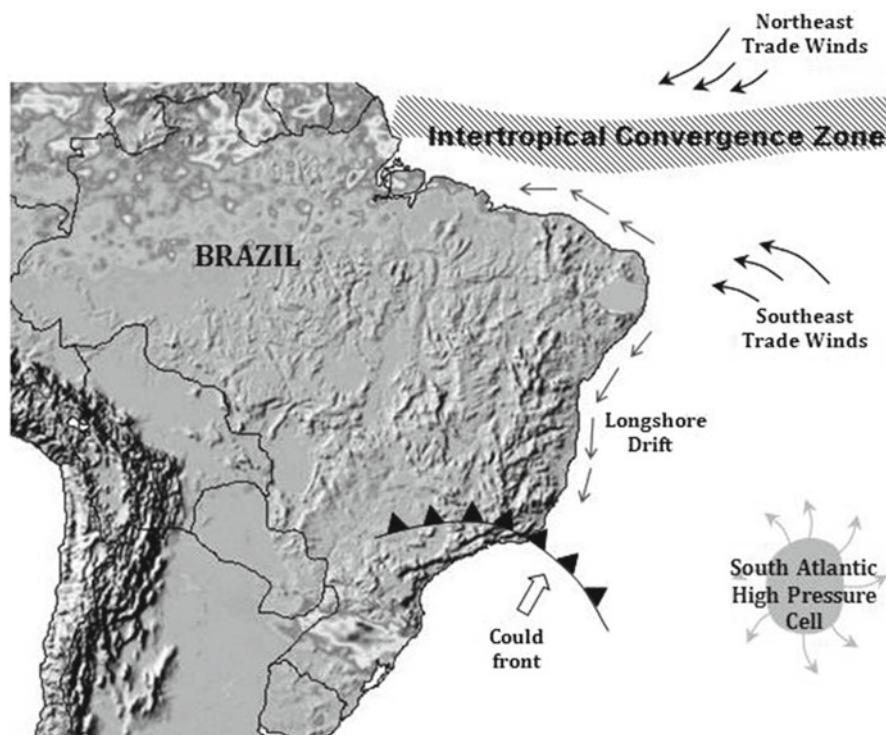 Northeast
Trade Winds
Intertropical Convergence Zone
BRAZIL
Southeast
Trade Winds
Longshore
Drift
South Atlantic
High Pressure
Cell
Could
front